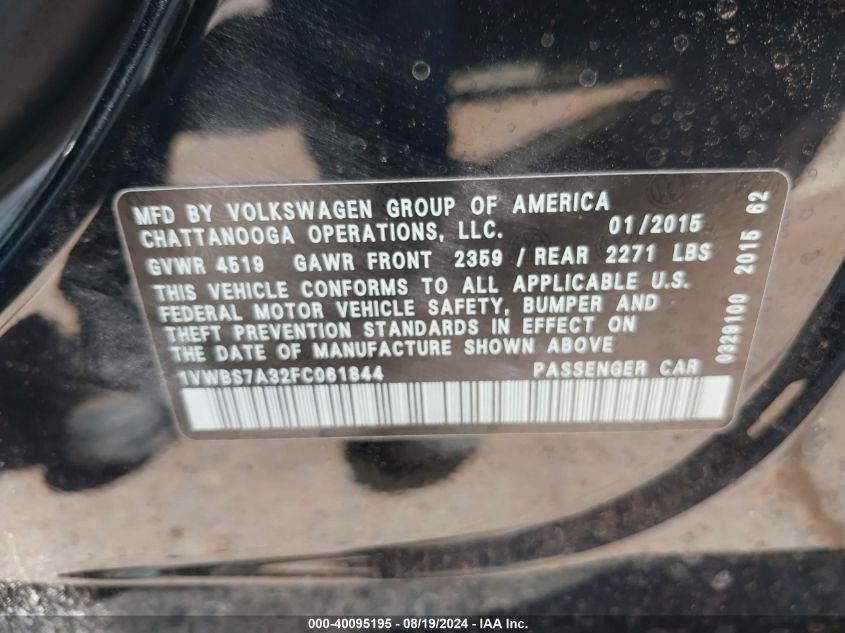 MFD BY VOLKSWAGEN GROUP OF AMERICA
CHATTANOOGA OPERATIONS, LLC. 01/2015
GVWR 4519 GAWR FRONT 2359 / REAR 2271 LBS
THIS VEHICLE CONFORMS TO ALL APPLICABLE U.S.
FEDERAL MOTOR VEHICLE SAFETY, BUMPER AND
THEFT PREVENTION STANDARDS IN EFFECT ON
THE DATE OF MANUFACTURE SHOWN ABOVE
1VWBS7A32FC061844 PASSENGER CAR
0329100 2015 62
000-40095195 - 08/19/2024 - IAA Inc.